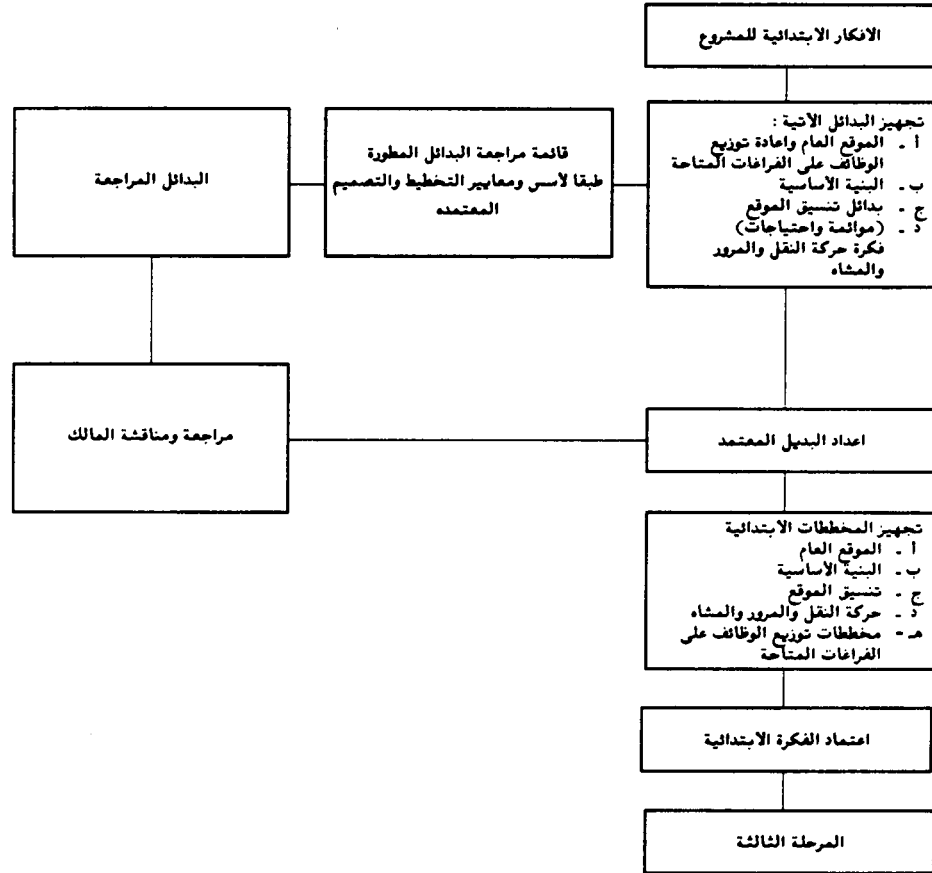 الافكار الابتدائية للمشروع
تجهيز البدائل الآتية :
أ ـ الموقع العام واعادة توزيع
الوظائف على الفراغات المتاحة
ب ـ البنية الأساسية
ج ـ بدائل تنسيق الموقع
د ـ (موائمة واحتياجات)
فكرة حركة النقل والمرور
والمشاه
قائمة مراجعة البدائل المطورة
طبقا لأسس ومعايير التخطيط والتصميم
المعتمده
البدائل المراجعة
مراجعة ومناقشة المالك
اعداد البديل المعتمد
تجهيز المخططات الابتدائية
أ ـ الموقع العام
ب ـ البنية الأساسية
ج ـ تنسيق الموقع
د ـ حركة النقل والمرور والمشاه
هـ - مخططات توزيع الوظائف على
الفراغات المتاحة
اعتماد الفكرة الابتدائية
المرحلة الثالثة